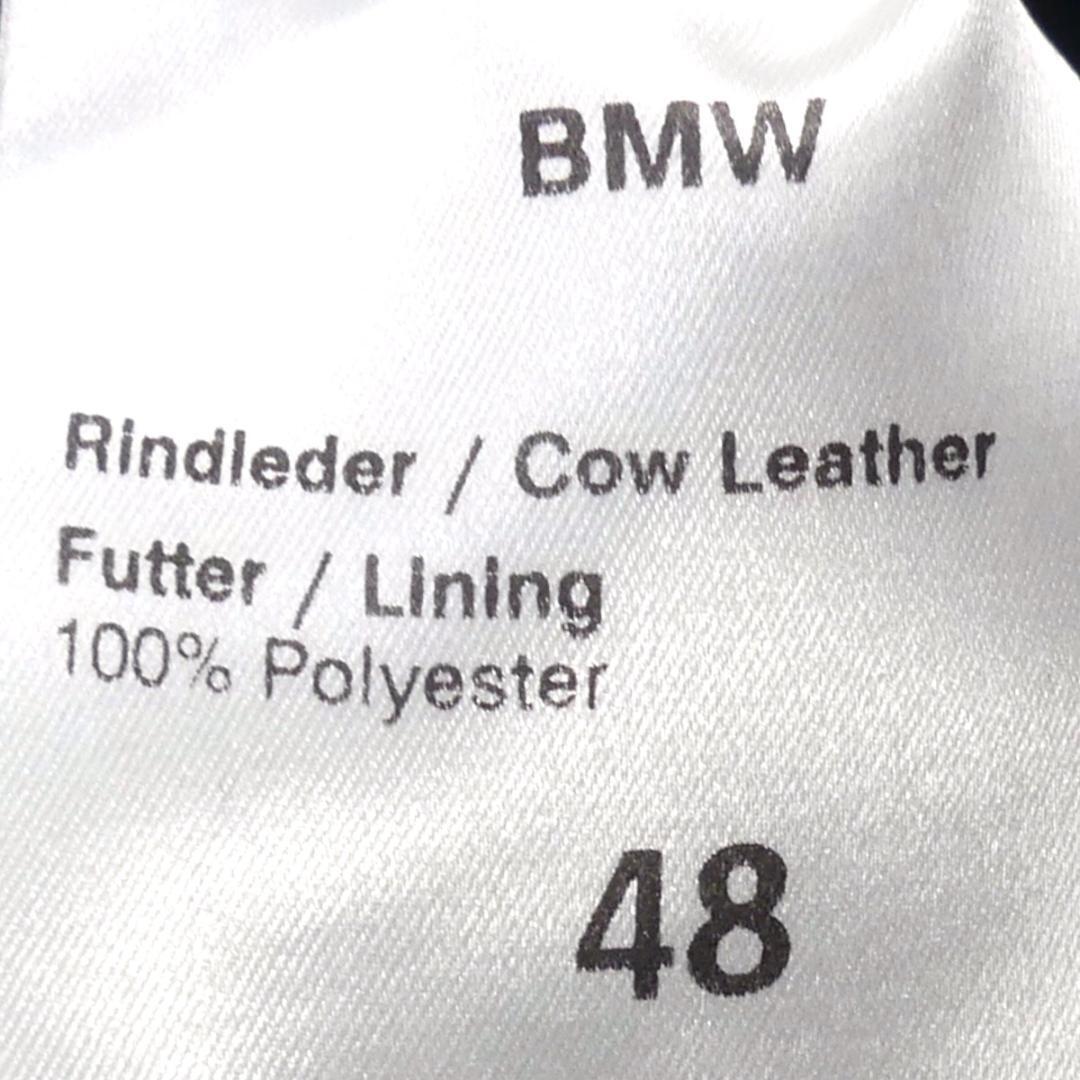 BMW
Rindleder / Cow Leather
Futter / Lining
100% Polyester
48